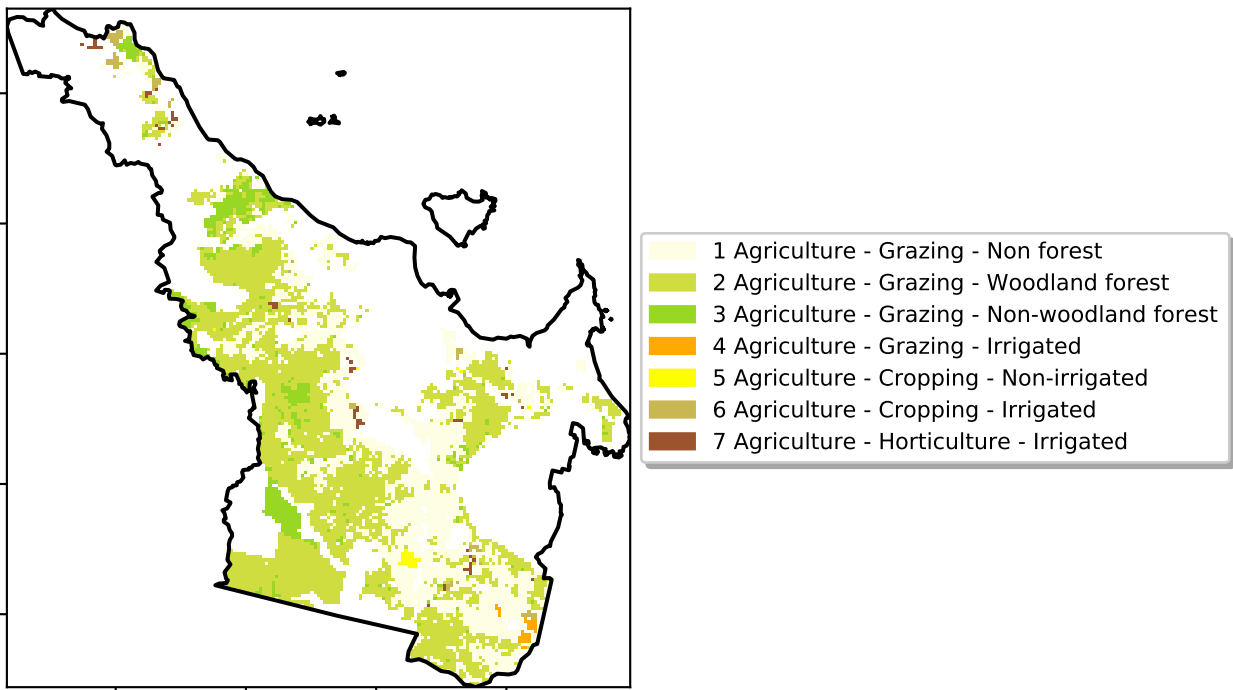 1 Agriculture - Grazing - Non forest
2 Agriculture - Grazing - Woodland forest
3 Agriculture - Grazing - Non-woodland forest
4 Agriculture - Grazing - Irrigated
5 Agriculture - Cropping - Non-irrigated
6 Agriculture - Cropping - Irrigated
7 Agriculture - Horticulture - Irrigated